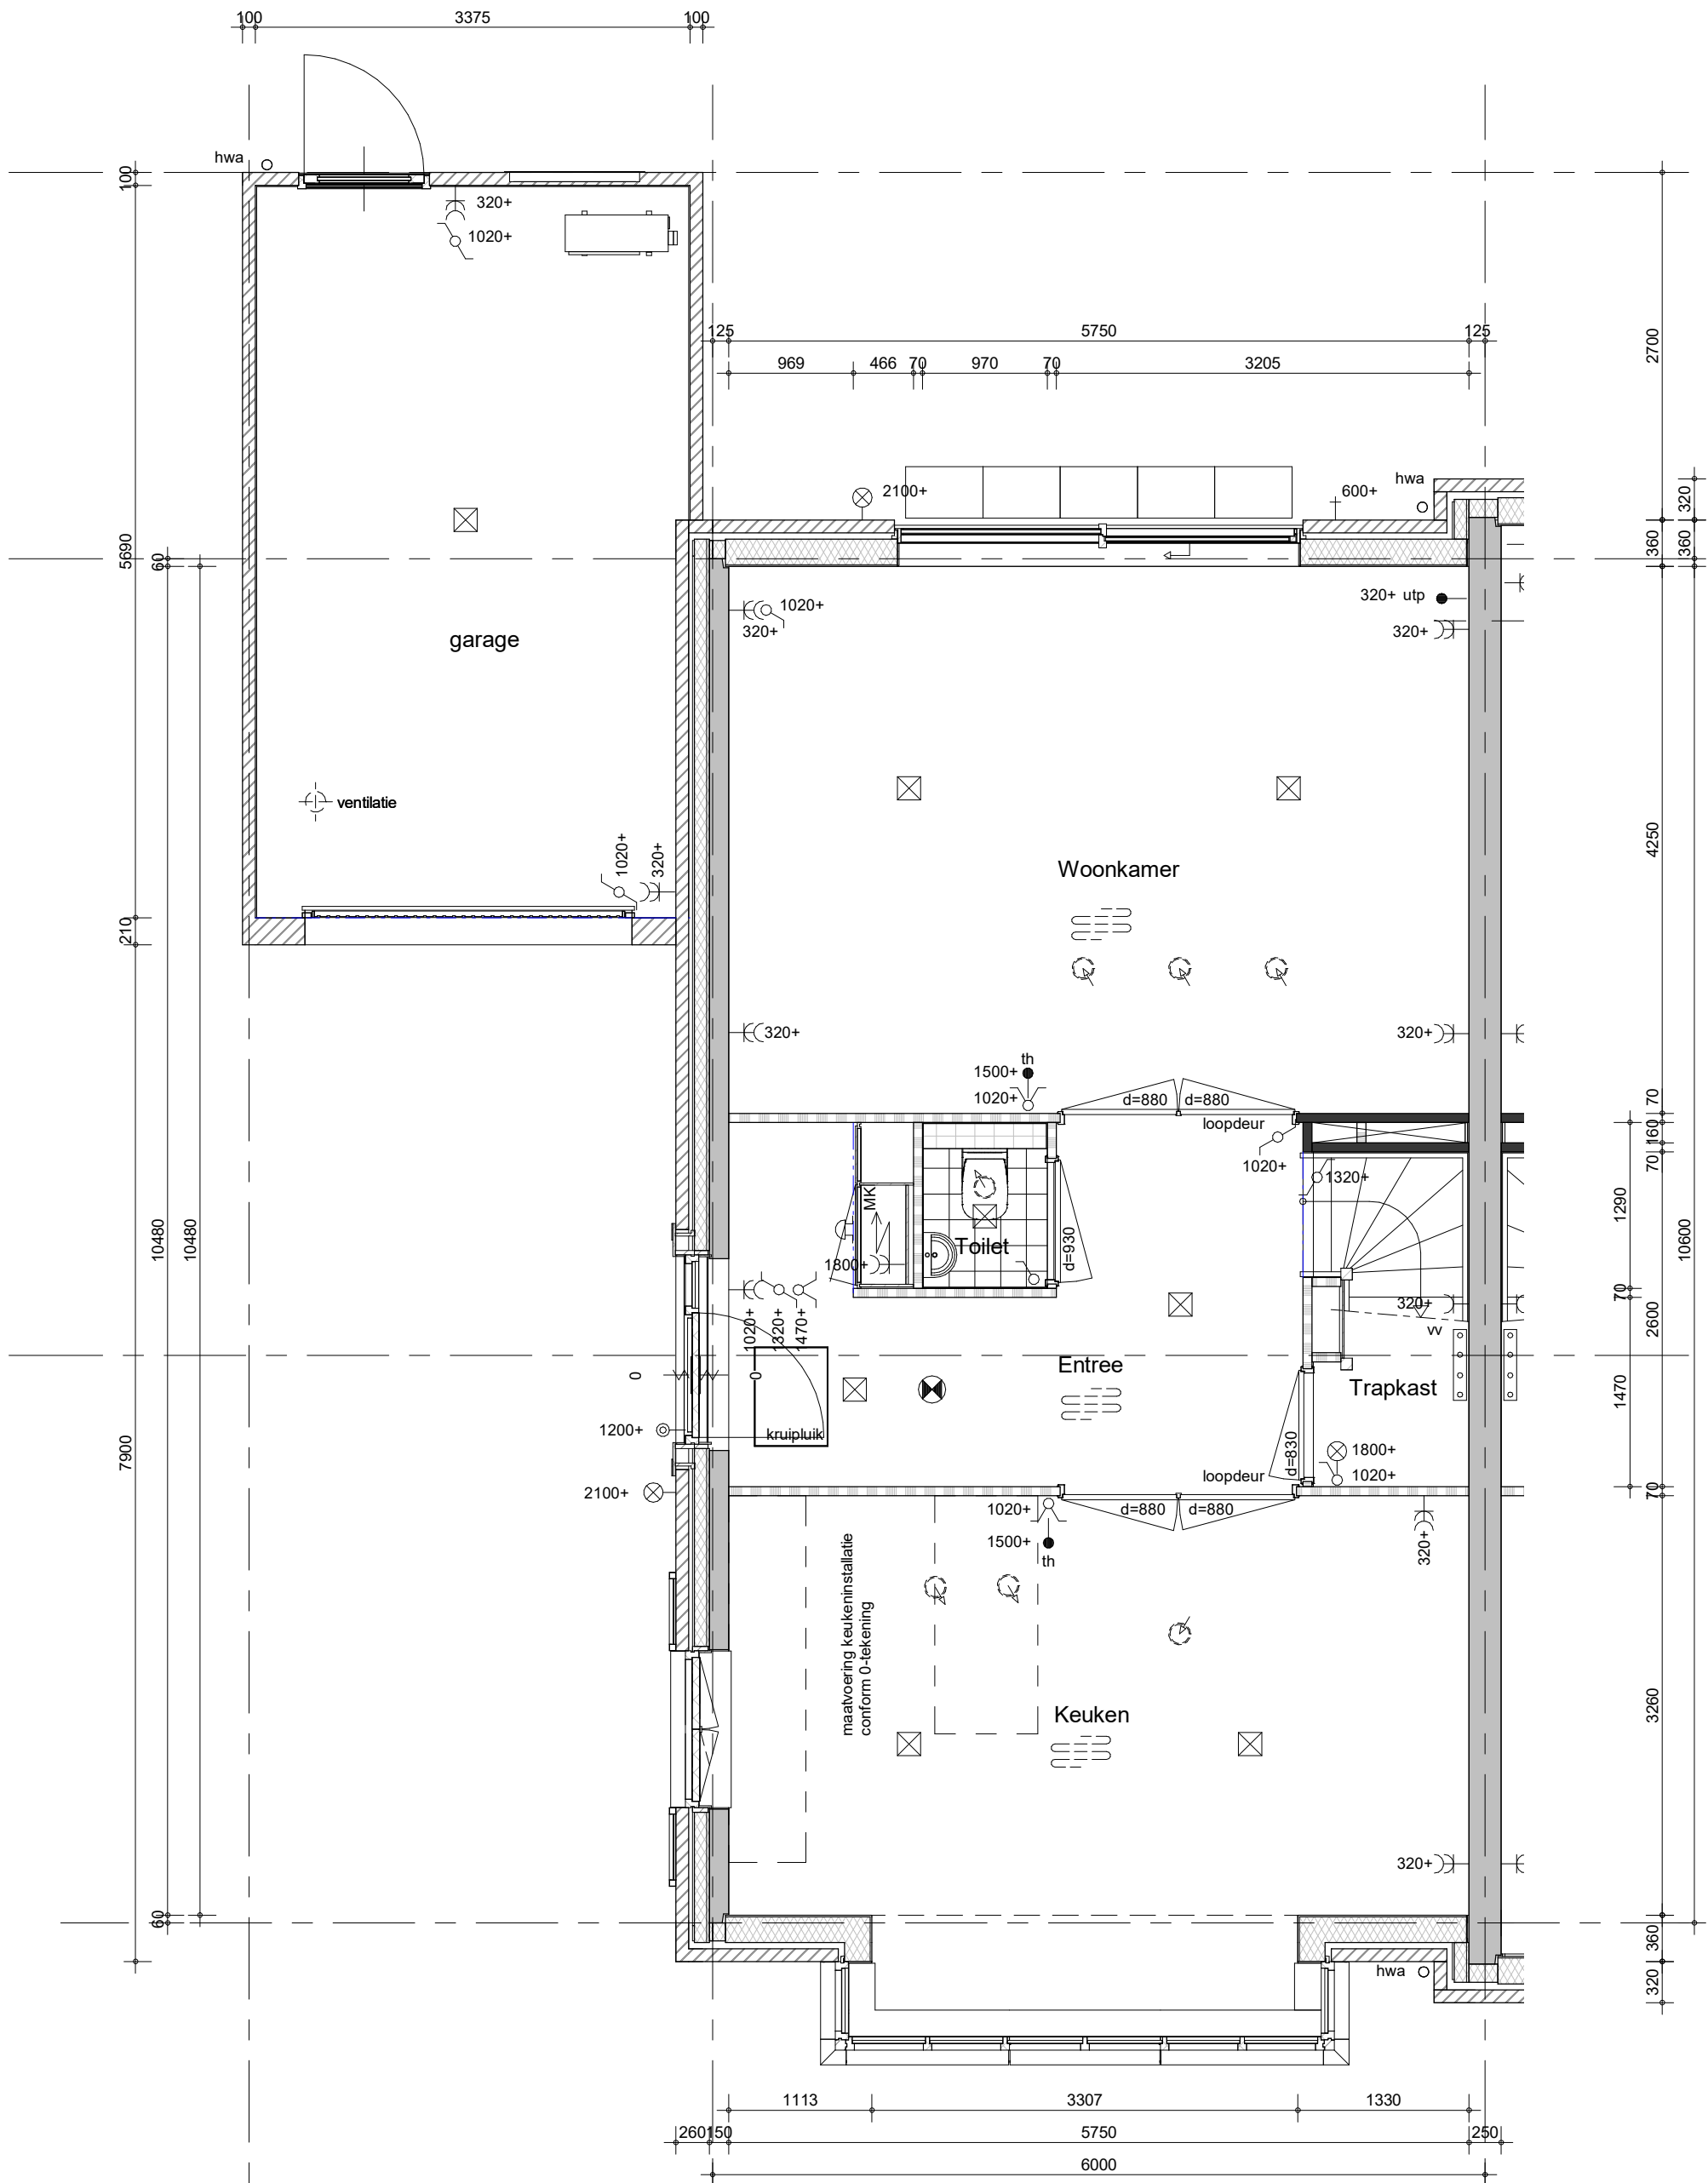 100 3375 100
hwa
100
320+
1020+
2700
125 5750 125
969 466 70 970 70 3205
hwa
2100+ 600+
320
5690
60
360
360
320+ utp
1020+
320+
320+
garage
ventilatie
1020+
320+
Woonkamer
4250
210
320+
320+
th
1500+
1020+
d=880 d=880
loopdeur
1020+
70
160
70
1320+
MK
Toilet
d=930
1800+
1290
10480
10480
10600
1020+
1320+
1470+
320+
vv
70
2600
Entree
Trapkast
0
0
1470
1200+
kruipluik
7900
d=830
1800+
1020+
loopdeur
2100+
70
1020+
d=880 d=880
1500+
th
320+
maatvoering keukeninstallatie
conform 0-tekening
Keuken
3260
320+
60
360
hwa
320
1113 3307 1330
260 150 5750 250
6000